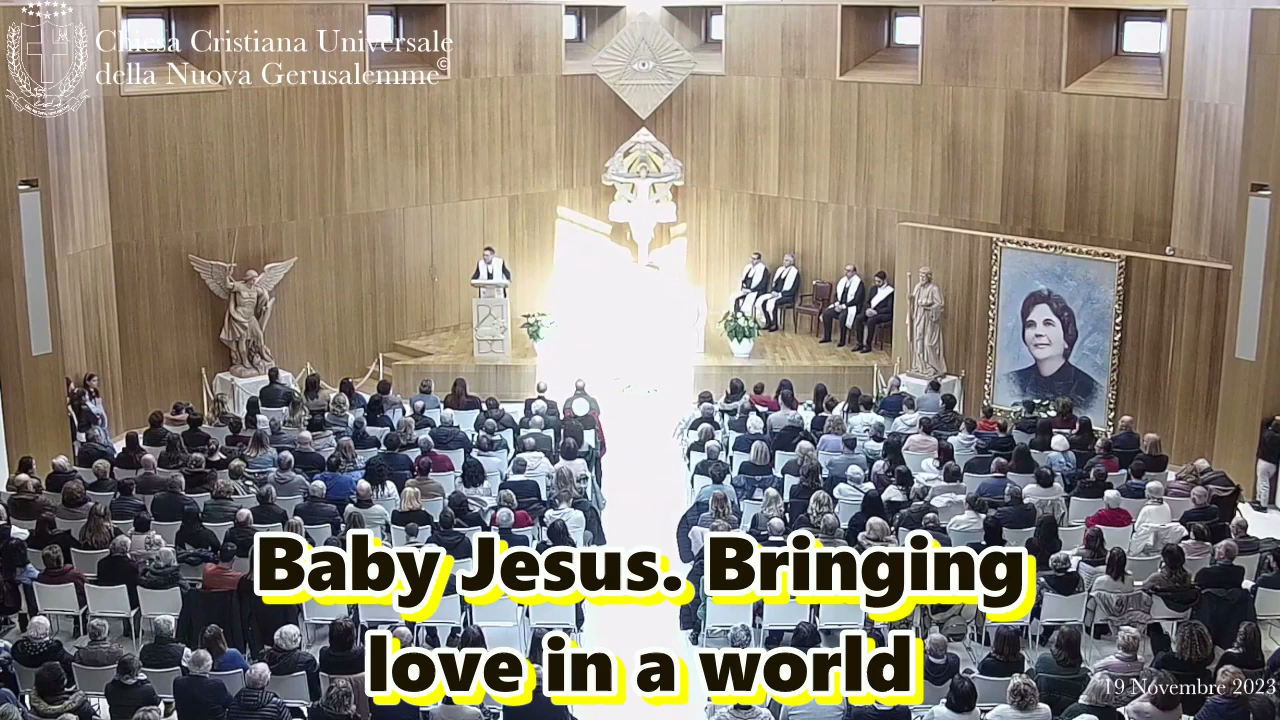 Chiesa Cristiana Universale
della Nuova Gerusalemme©
Baby Jesus. Bringing
love in a world
19 Novembre 2023